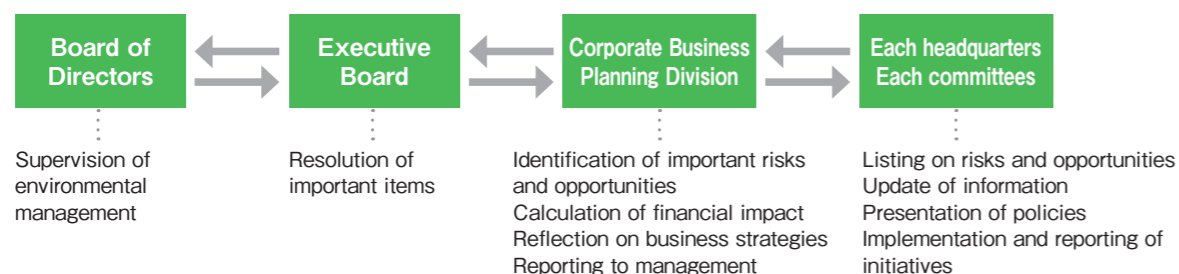 Board of
Directors
Executive
Board
Corporate Business
Planning Division
Each headquarters
Each committees
Supervision of
environmental
management
Resolution of
important items
Identification of important risks
and opportunities
Calculation of financial impact
Reflection on business strategies
Reporting to management
Listing on risks and opportunities
Update of information
Presentation of policies
Implementation and reporting of
initiatives